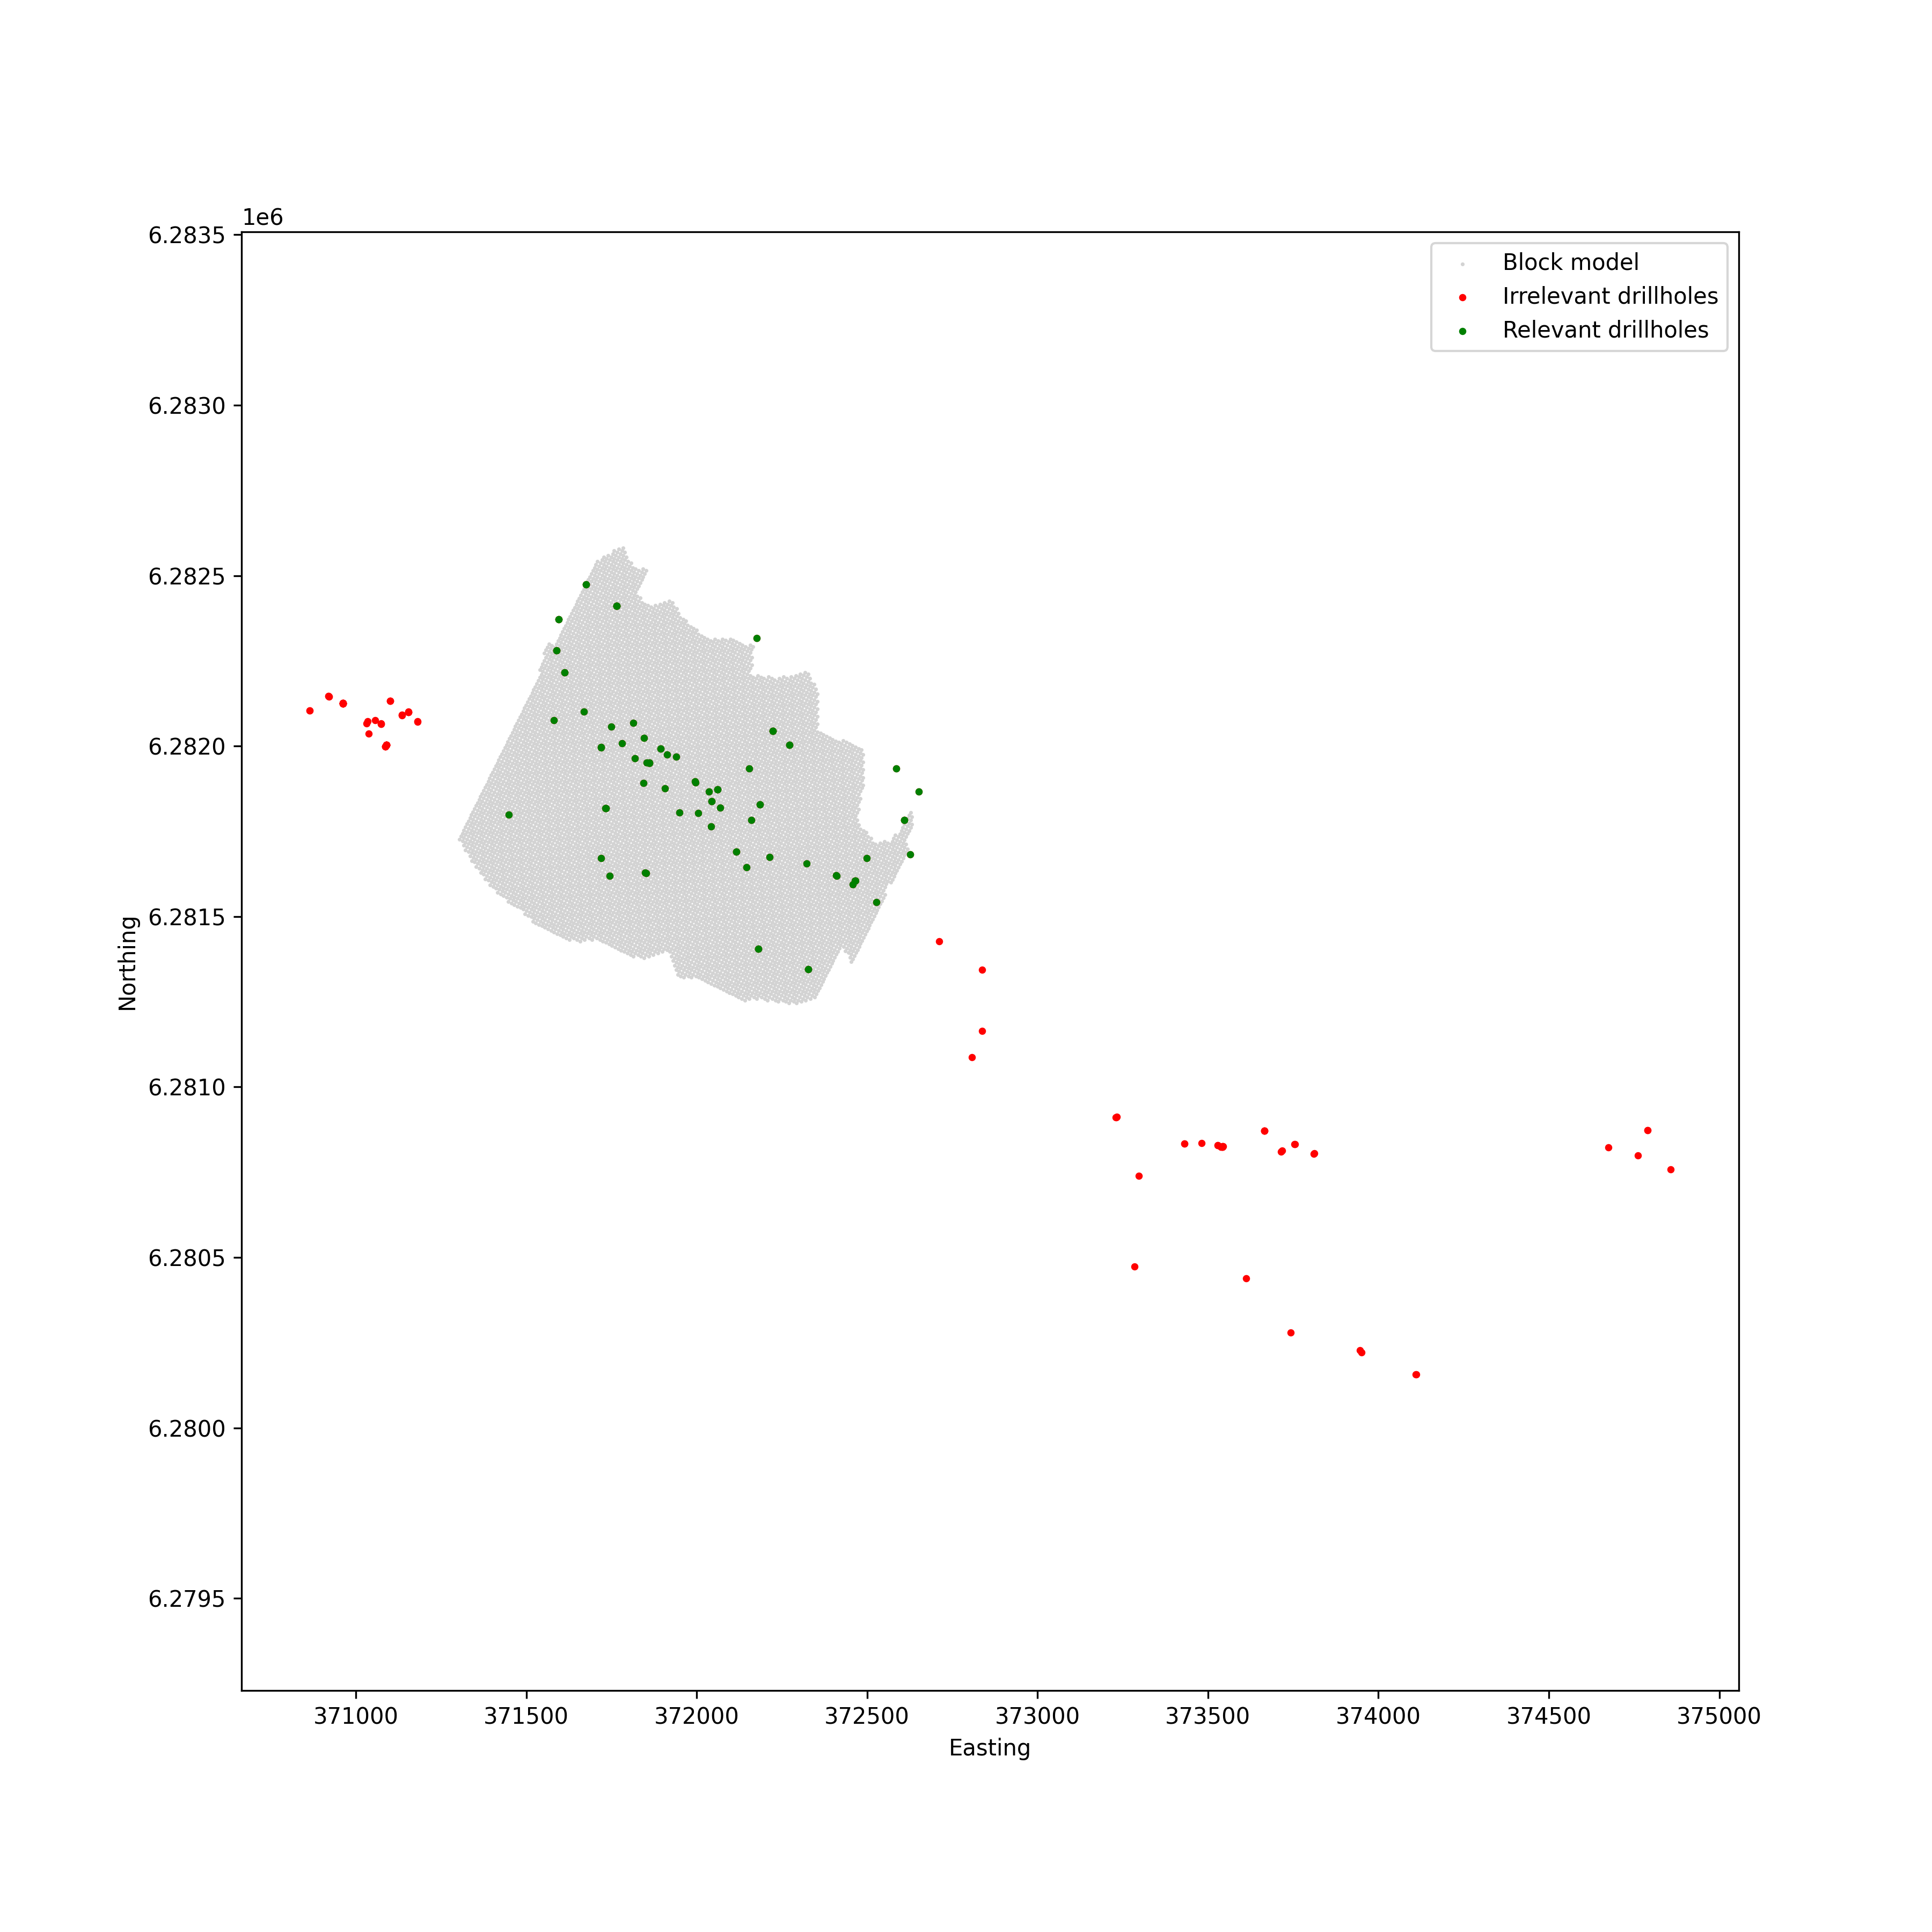 1e6
6.2835
6.2830
6.2825
6.2820
6.2815
6.2810
6.2805
6.2800
6.2795
Northing
Block model
Irrelevant drillholes
Relevant drillholes
371000 371500 372000 372500 373000 373500 374000 374500 375000
Easting